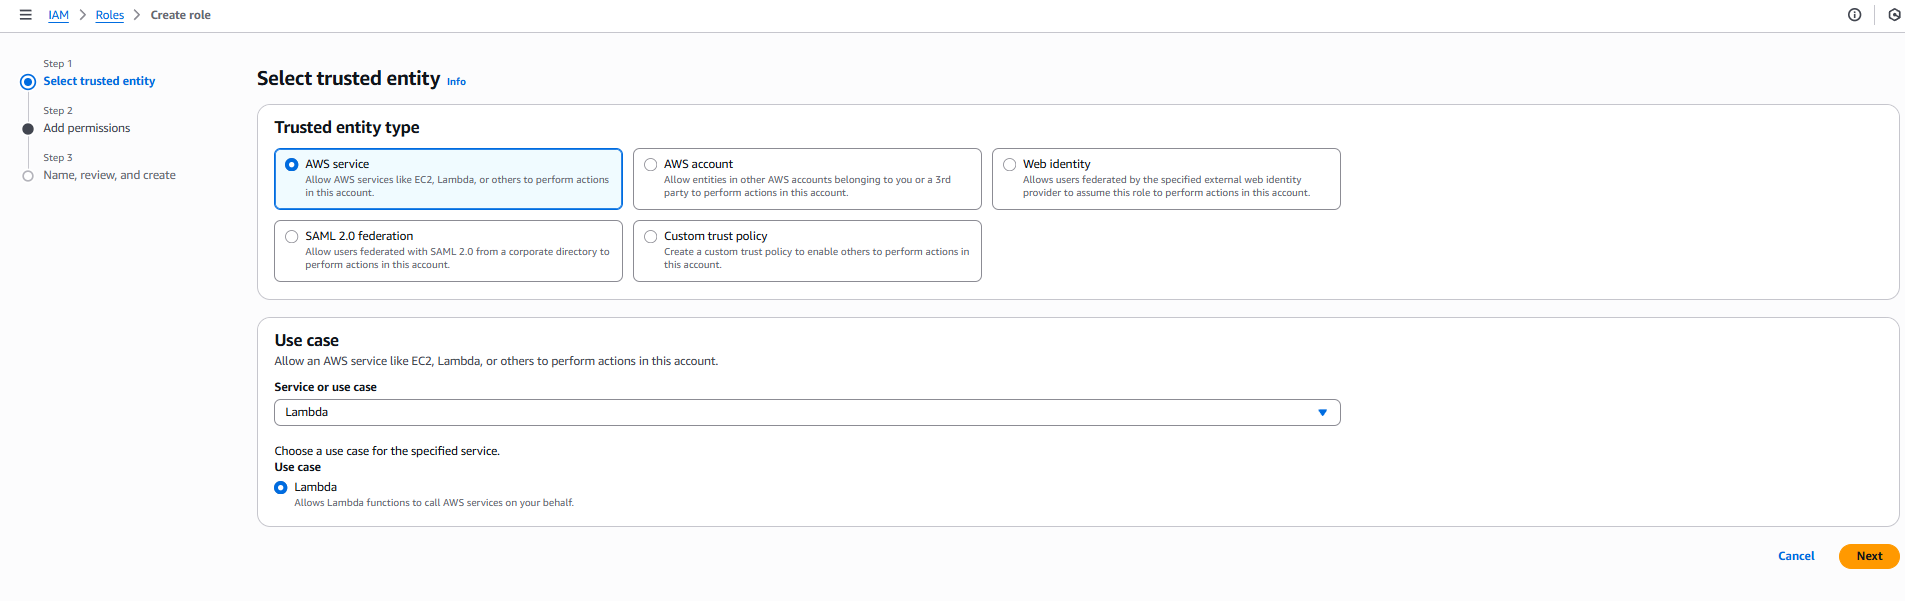 IAM > Roles > Create role
Step 1
Select trusted entity
Step 2
Add permissions
Step 3
Name, review, and create
Select trusted entity Info
Trusted entity type
AWS service
Allow AWS services like EC2, Lambda, or others to perform actions
in this account.
AWS account
Allow entities in other AWS accounts belonging to you or a 3rd
party to perform actions in this account.
Web identity
Allows users federated by the specified external web identity
provider to assume this role to perform actions in this account.
SAML 2.0 federation
Allow users federated with SAML 2.0 from a corporate directory to
perform actions in this account.
Custom trust policy
Create a custom trust policy to enable others to perform actions in
this account.
Use case
Allow an AWS service like EC2, Lambda, or others to perform actions in this account.
Service or use case
Lambda
Choose a use case for the specified service.
Use case
Lambda
Allows Lambda functions to call AWS services on your behalf.
Cancel Next